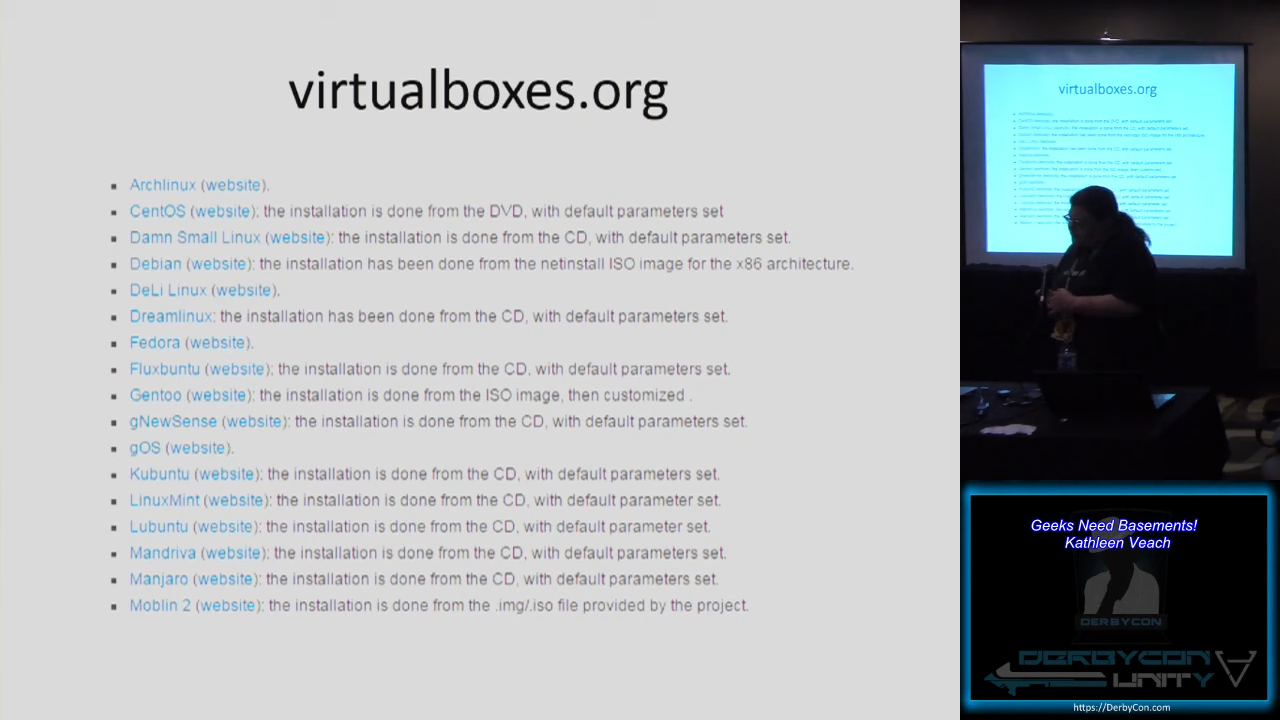 virtualboxes.org
▪ Archlinux (website).
▪ CentOS (website): the installation is done from the DVD, with default parameters set
▪ Damn Small Linux (website): the installation is done from the CD, with default parameters set.
▪ Debian (website): the installation has been done from the netinstall ISO image for the x86 architecture.
▪ DeLi Linux (website).
▪ Dreamlinux: the installation has been done from the CD, with default parameters set.
▪ Fedora (website).
▪ Fluxbuntu (website): the installation is done from the CD, with default parameters set.
▪ Gentoo (website): the installation is done from the ISO image, then customized .
▪ gNewSense (website): the installation is done from the CD, with default parameters set.
▪ gOS (website).
▪ Kubuntu (website): the installation is done from the CD, with default parameters set.
▪ LinuxMint (website): the installation is done from the CD, with default parameter set.
▪ Lubuntu (website): the installation is done from the CD, with default parameter set.
▪ Mandriva (website): the installation is done from the CD, with default parameters set.
▪ Manjaro (website): the installation is done from the CD, with default parameters set.
▪ Moblin 2 (website): the installation is done from the .img/.iso file provided by the project.
virtualboxes.org
Geeks Need Basements!
Kathleen Veach
DERBYCON
DERBYCON
UNITY
https://DerbyCon.com